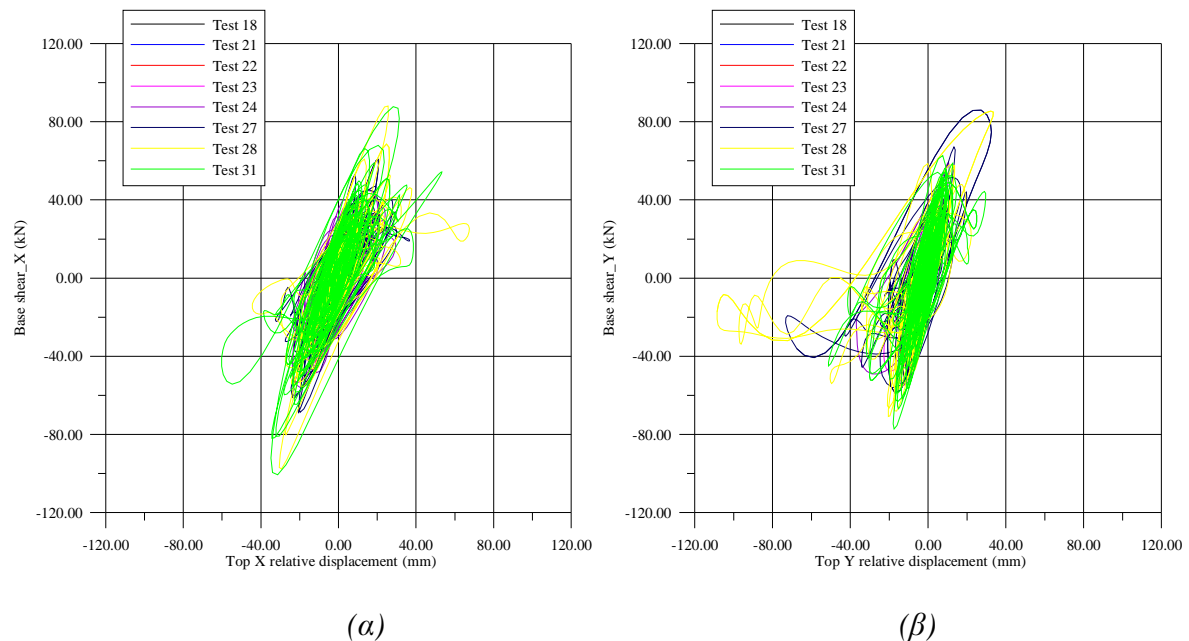 Test 18
Test 21
Test 22
Test 23
Test 24
Test 27
Test 28
Test 31
120.00
80.00
40.00
0.00
-40.00
-80.00
-120.00
Base shear_X (kN)
-120.00 -80.00 -40.00 0.00 40.00 80.00 120.00
Top X relative displacement (mm)
(α)
Test 18
Test 21
Test 22
Test 23
Test 24
Test 27
Test 28
Test 31
120.00
80.00
40.00
0.00
-40.00
-80.00
-120.00
Base shear_Y (kN)
-120.00 -80.00 -40.00 0.00 40.00 80.00 120.00
Top Y relative displacement (mm)
(β)